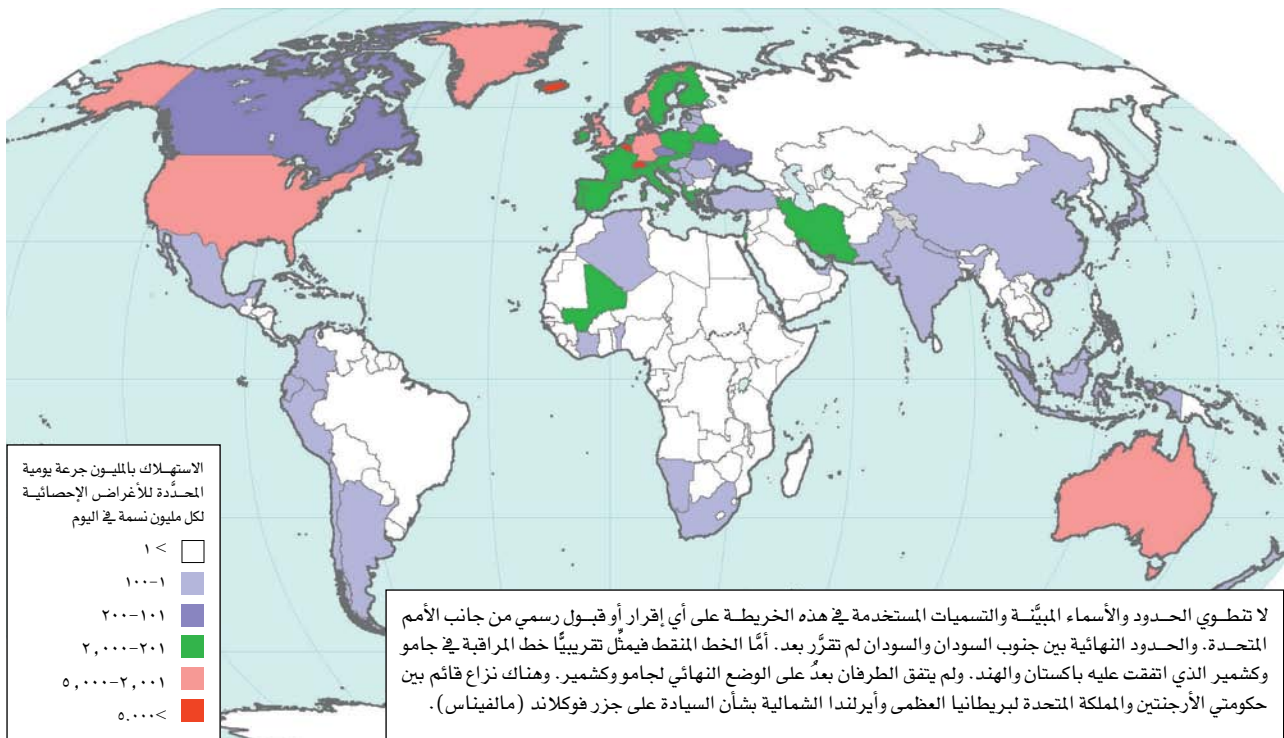 الاستهلاك بالمليون جرعة يومية
المحدَّدة للأغراض الإحصائية
لكل مليون نسمة في اليوم
١ >
١-١٠٠
١٠١-٢٠٠
٢٠١-٢,٠٠٠
٢,٠٠١-٥,٠٠٠
٥.٠٠٠<
لا تنطوي الحدود والأسماء المبيَّنة والتسميات المستخدمة في هذه الخريطة على أي إقرار أو قبول رسمي من جانب الأمم
المتحدة. والحدود النهائية بين جنوب السودان والسودان لم تتقرَّر بعد. أمَّا الخط المنقط فيمثِّل تقريبيًّا خط المراقبة في جامو
وكشمير الذي اتفقت عليه باكستان والهند. ولم يتفق الطرفان بعدُ على الوضع النهائي لجامو وكشمير. وهناك نزاع قائم بين
حكومتي الأرجنتين والمملكة المتحدة لبريطانيا العظمى وأيرلندا الشمالية بشأن السيادة على جزر فوكلاند (مالفيناس).